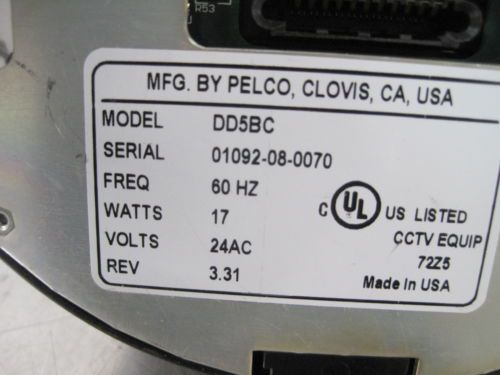 R53
MFG. BY PELCO, CLOVIS, CA, USA
MODEL DD5BC
SERIAL 01092-08-0070
FREQ 60 HZ
WATTS 17
VOLTS 24AC
REV 3.31
C UL US LISTED
CCTV EQUIP
72Z5
Made In USA